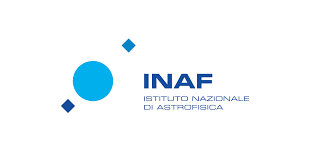 INAF
ISTITUTO NAZIONALE
DI ASTROFISICA